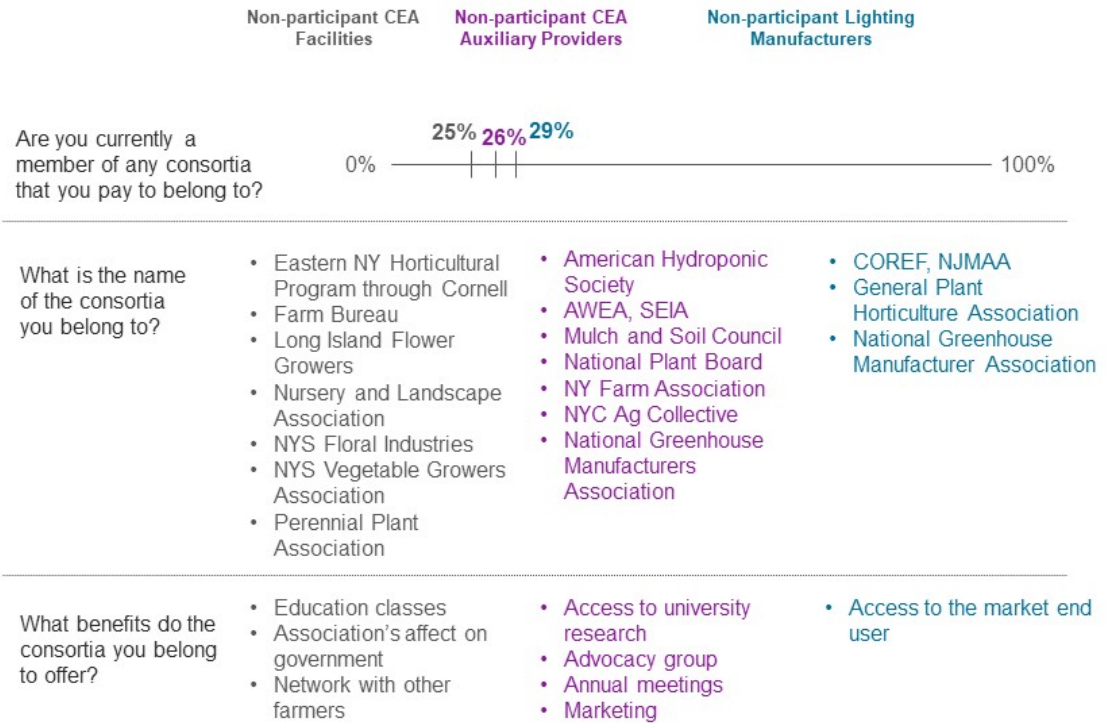 Non-participant CEA
Facilities
Non-participant CEA
Auxiliary Providers
Non-participant Lighting
Manufacturers
Are you currently a
member of any consortia
that you pay to belong to?
0%
25%
26%
29%
100%
What is the name
of the consortia
you belong to?
• Eastern NY Horticultural
Program through Cornell
• Farm Bureau
• Long Island Flower
Growers
• Nursery and Landscape
Association
• NYS Floral Industries
• NYS Vegetable Growers
Association
• Perennial Plant
Association
• American Hydroponic
Society
• AWEA, SEIA
• Mulch and Soil Council
• National Plant Board
• NY Farm Association
• NYC Ag Collective
• National Greenhouse
Manufacturers
Association
• COREF, NJMAA
• General Plant
Horticulture Association
• National Greenhouse
Manufacturer Association
What benefits do the
consortia you belong
to offer?
• Education classes
• Association's affect on
government
• Network with other
farmers
• Access to university
research
• Advocacy group
• Annual meetings
• Marketing
• Access to the market end
user